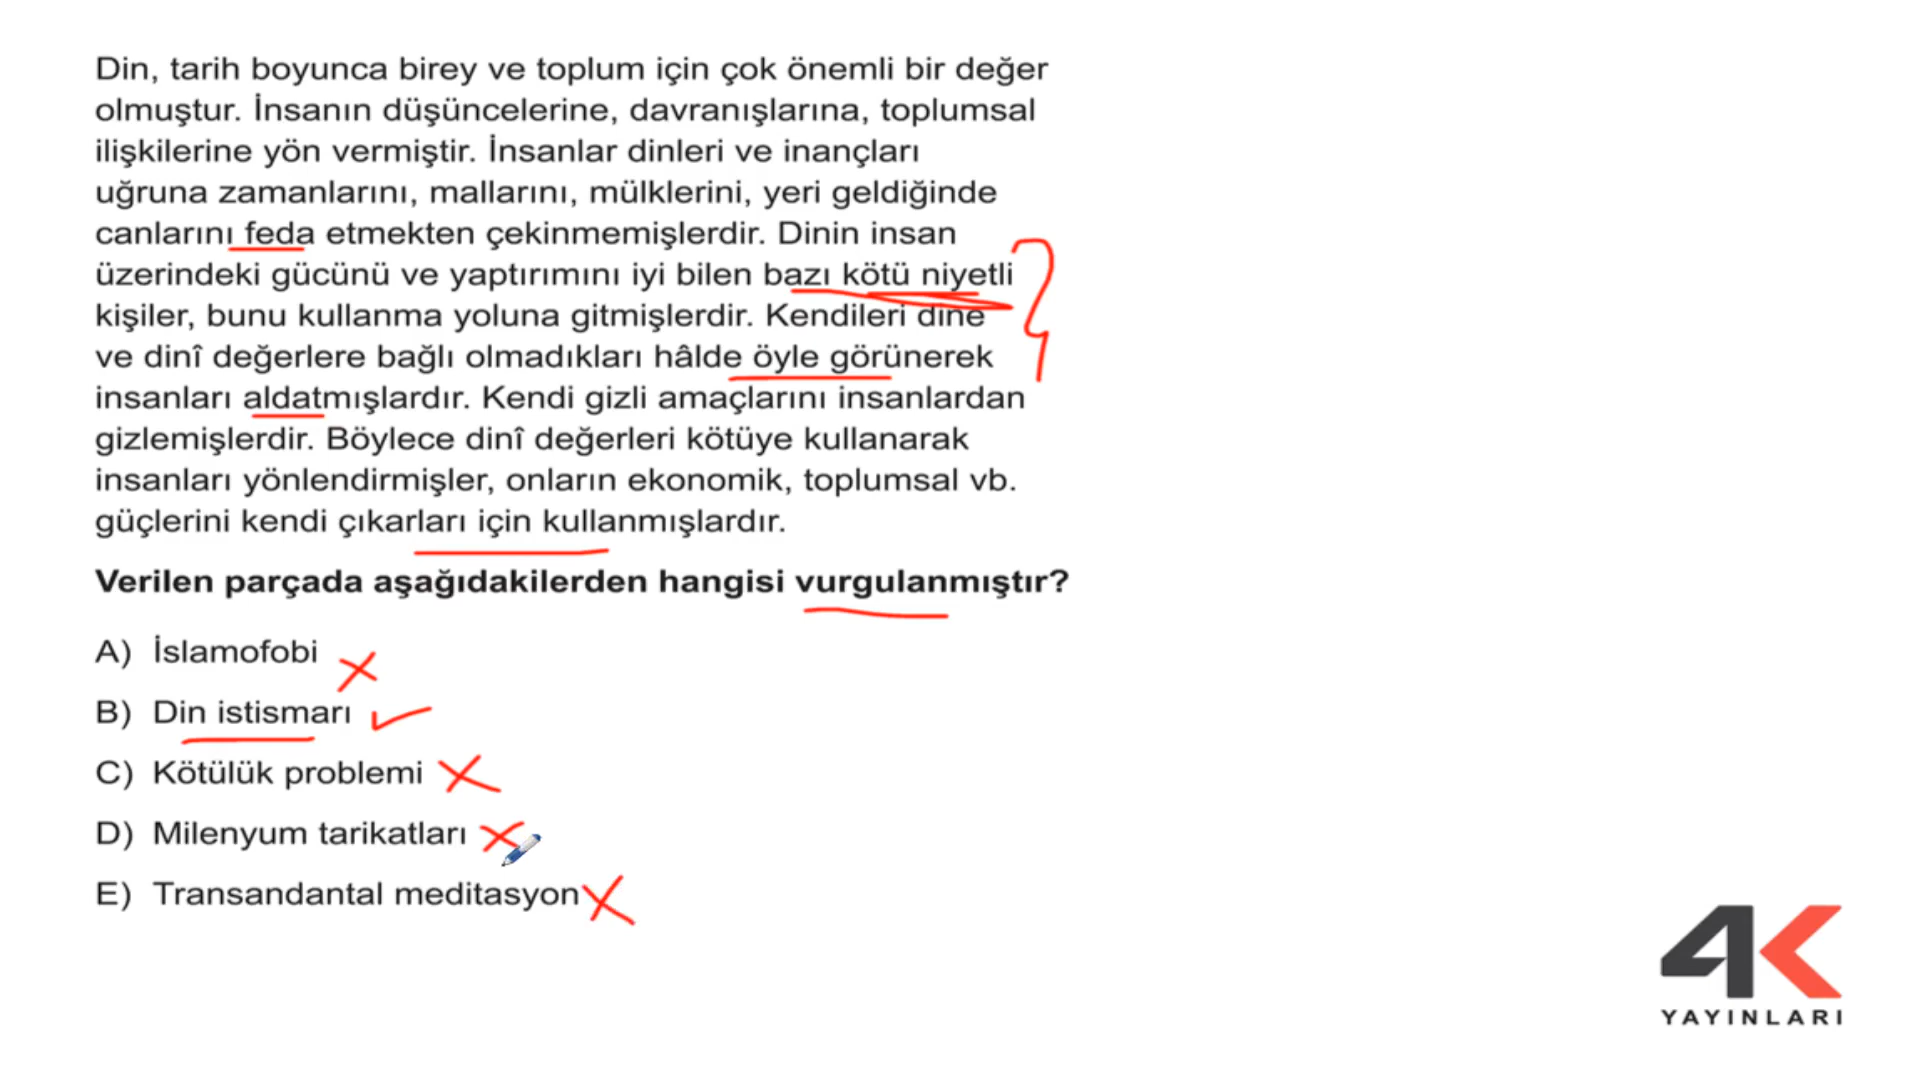 Din, tarih boyunca birey ve toplum için çok önemli bir değer
olmuştur. İnsanın düşüncelerine, davranışlarına, toplumsal
ilişkilerine yön vermiştir. İnsanlar dinleri ve inançları
uğruna zamanlarını, mallarını, mülklerini, yeri geldiğinde
canlarını feda etmekten çekinmemişlerdir. Dinin insan
üzerindeki gücünü ve yaptırımını iyi bilen bazı kötü niyetli
kişiler, bunu kullanma yoluna gitmişlerdir. Kendileri dine
ve dinî değerlere bağlı olmadıkları hâlde öyle görünerek
insanları aldatmışlardır. Kendi gizli amaçlarını insanlardan
gizlemişlerdir. Böylece dinî değerleri kötüye kullanarak
insanları yönlendirmişler, onların ekonomik, toplumsal vb.
güçlerini kendi çıkarları için kullanmışlardır.
Verilen parçada aşağıdakilerden hangisi vurgulanmıştır?
A) İslamofobi
B) Din istismarı
C) Kötülük problemi
D) Milenyum tarikatları
E) Transandantal meditasyon
4K
YAYINLARI